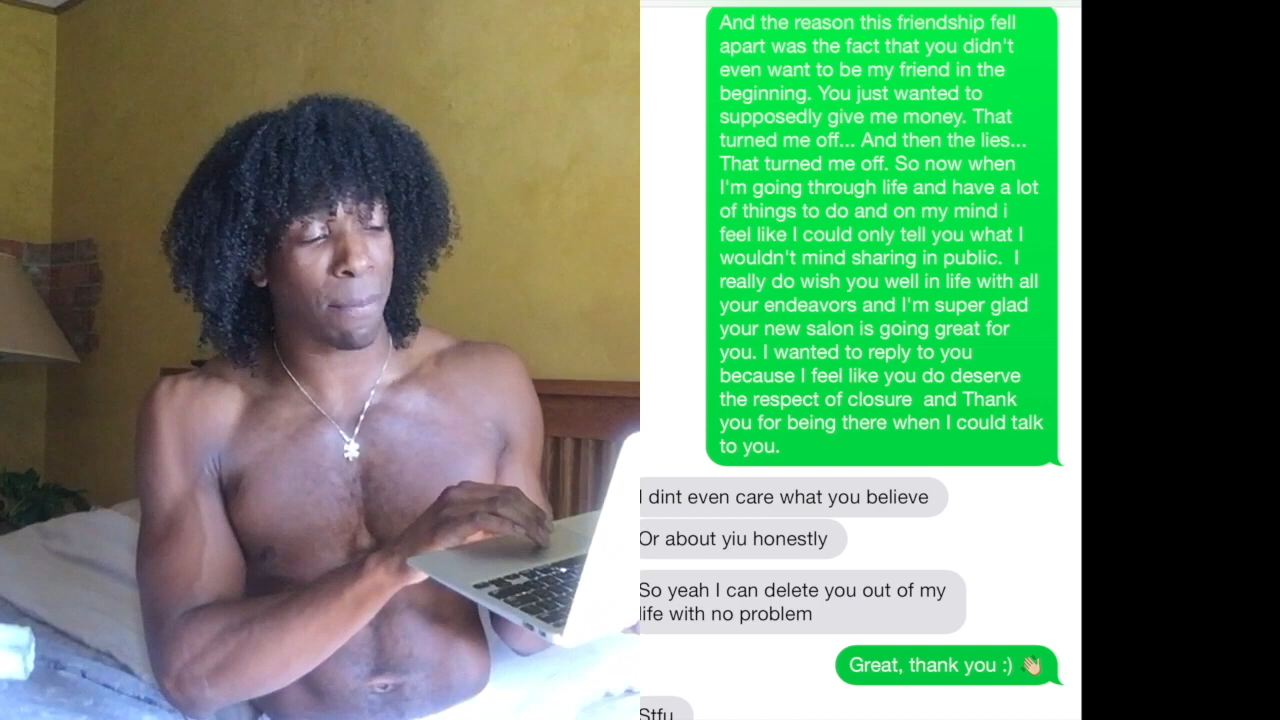 And the reason this friendship fell
apart was the fact that you didn't
even want to be my friend in the
beginning. You just wanted to
supposedly give me money. That
turned me off... And then the lies...
That turned me off. So now when
I'm going through life and have a lot
of things to do and on my mind i
feel like I could only tell you what I
wouldn't mind sharing in public.  I
really do wish you well in life with all
your endeavors and I'm super glad
your new salon is going great for
you. I wanted to reply to you
because I feel like you do deserve
the respect of closure  and Thank
you for being there when I could talk
to you.
I dint even care what you believe
Or about yiu honestly
So yeah I can delete you out of my
life with no problem
Great, thank you :) 👋🏼
Stfu